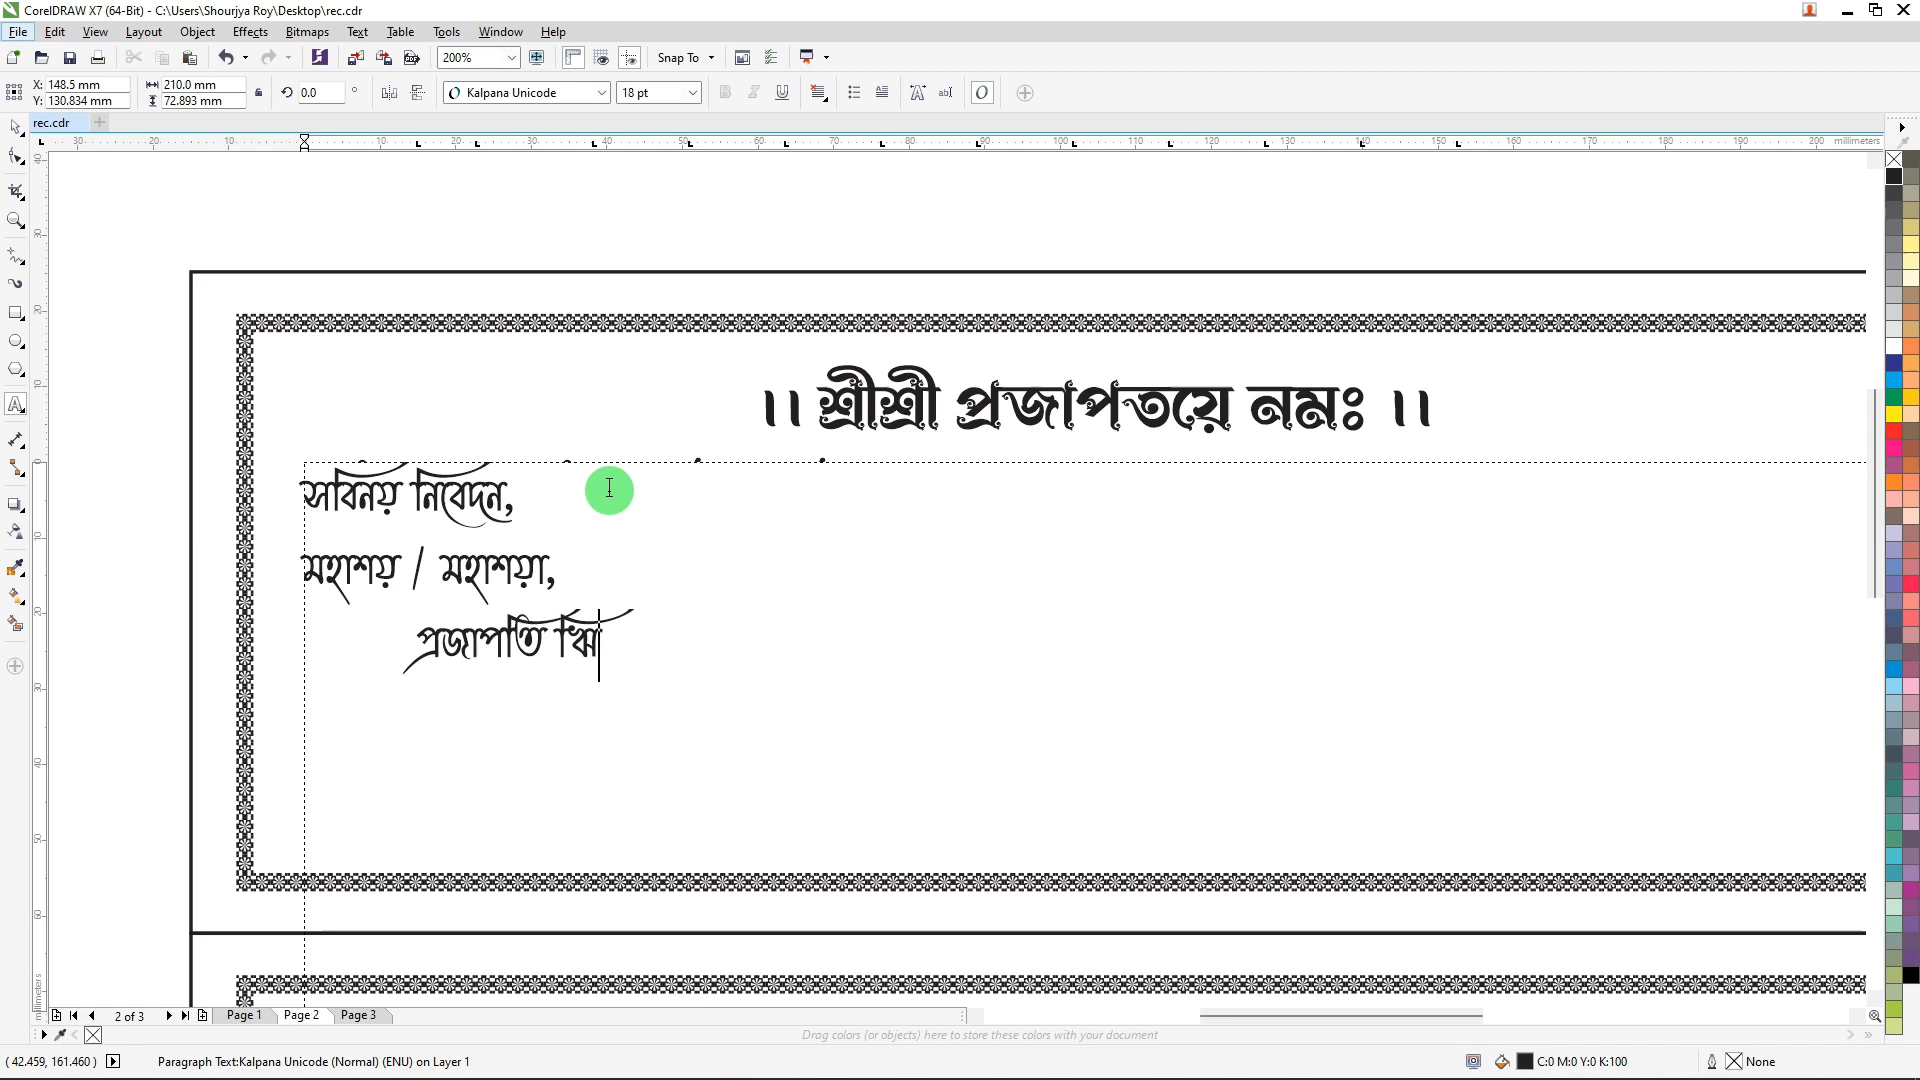 CorelDRAW X7 (64-Bit) - C:\Users\Shourjya Roy\Desktop\rec.cdr
File Edit View Layout Object Effects Bitmaps Text Table Tools Window Help
200% Snap To
X: 148.5 mm 210.0 mm 0.0 ° Kalpana Unicode 18 pt
Y: 130.834 mm 72.893 mm
rec.cdr
millimeters
।। শ্রীশ্রী প্রজাপতয়ে নমঃ ।।
সবিনয় নিবেদন,
মহাশয় / মহাশয়া,
প্রজাপতি ঋি
2 of 3 Page 1 Page 2 Page 3
Drag colors (or objects) here to store these colors with your document
( 42.459, 161.460 ) Paragraph Text:Kalpana Unicode (Normal) (ENU) on Layer 1 C:0 M:0 Y:0 K:100 None